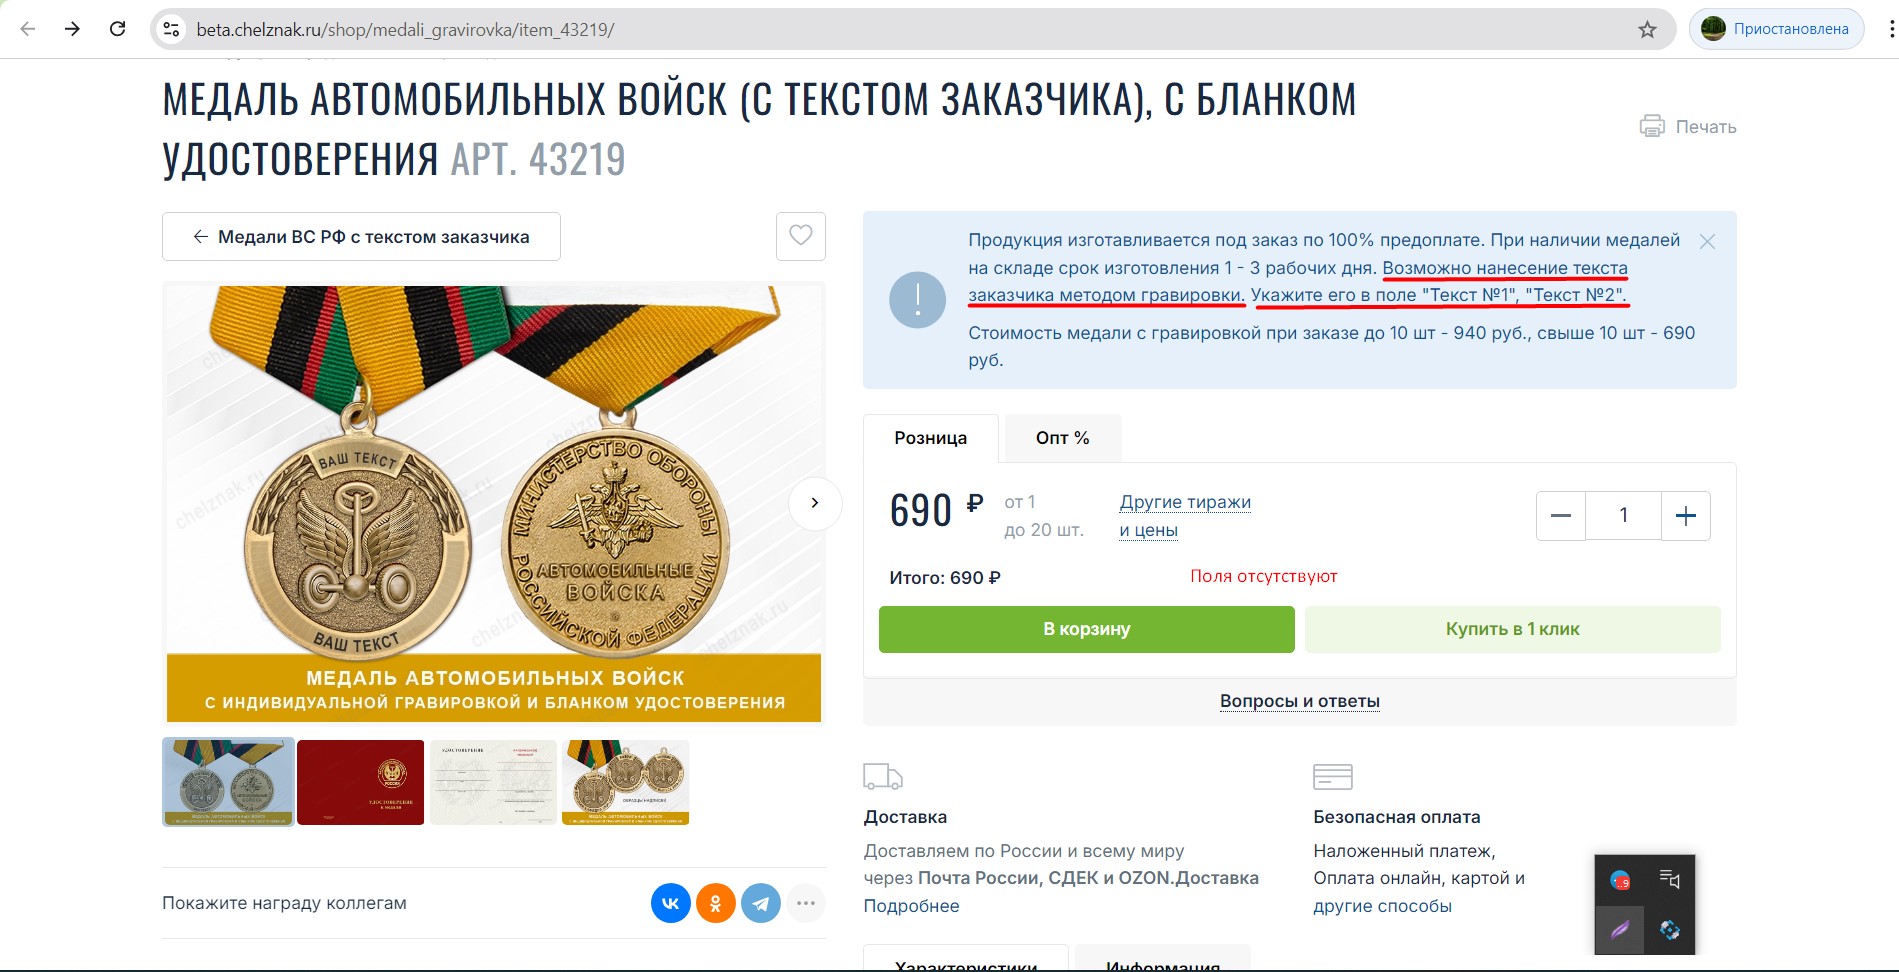 beta.chelznak.ru/shop/medali_gravirovka/item_43219/
Приостановлена
МЕДАЛЬ АВТОМОБИЛЬНЫХ ВОЙСК (С ТЕКСТОМ ЗАКАЗЧИКА), С БЛАНКОМ
УДОСТОВЕРЕНИЯ АРТ. 43219
Печать
← Медали ВС РФ с текстом заказчика
Продукция изготавливается под заказ по 100% предоплате. При наличии медалей
на складе срок изготовления 1 - 3 рабочих дня. Возможно нанесение текста
заказчика методом гравировки. Укажите его в поле "Текст №1", "Текст №2".
Стоимость медали с гравировкой при заказе до 10 шт - 940 руб., свыше 10 шт - 690
руб.
ВАШ ТЕКСТ
ВАШ ТЕКСТ
МИНИСТЕРСТВО ОБОРОНЫ
РОССИЙСКОЙ ФЕДЕРАЦИИ
АВТОМОБИЛЬНЫЕ
ВОЙСКА
chelznak.ru
МЕДАЛЬ АВТОМОБИЛЬНЫХ ВОЙСК
С ИНДИВИДУАЛЬНОЙ ГРАВИРОВКОЙ И БЛАНКОМ УДОСТОВЕРЕНИЯ
Розница
Опт %
690 ₽
от 1
до 20 шт.
Другие тиражи
и цены
1
Итого: 690 ₽
Поля отсутствуют
В корзину
Купить в 1 клик
Вопросы и ответы
УДОСТОВЕРЕНИЕ
Покажите награду коллегам
Доставка
Доставляем по России и всему миру
через Почта России, СДЭК и OZON.Доставка
Подробнее
Безопасная оплата
Наложенный платеж,
Оплата онлайн, картой и
другие способы
Характеристики
Информация